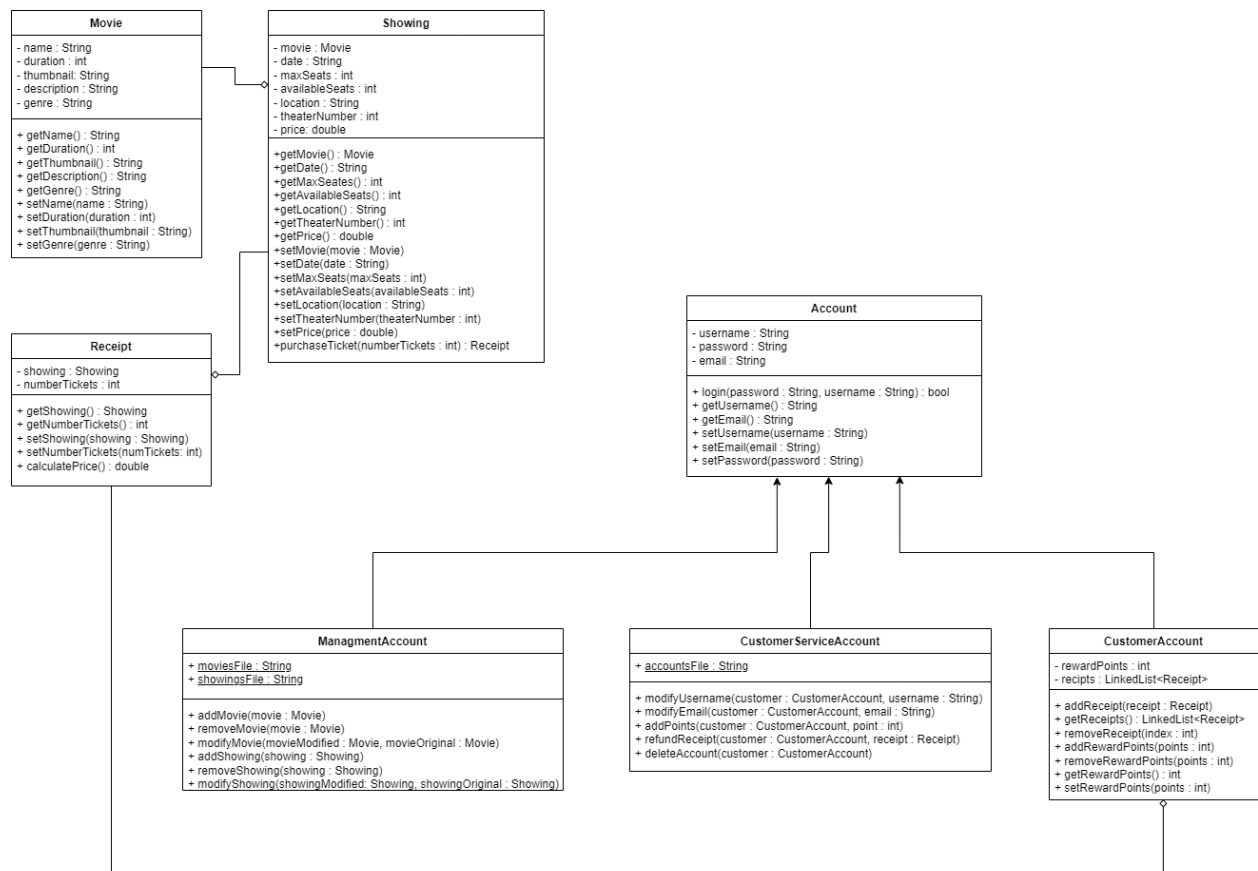 Movie
- name : String
- duration : int
- thumbnail: String
- description : String
- genre : String
+ getName() : String
+ getDuration() : int
+ getThumbnail() : String
+ getDescription() : String
+ getGenre() : String
+ setName(name : String)
+ setDuration(duration : int)
+ setThumbnail(thumbnail : String)
+ setGenre(genre : String)
Showing
- movie : Movie
- date : String
- maxSeats : int
- availableSeats : int
- location : String
- theaterNumber : int
- price: double
+getMovie() : Movie
+getDate() : String
+getMaxSeates() : int
+getAvailableSeats() : int
+getLocation() : String
+getTheaterNumber() : int
+getPrice() : double
+setMovie(movie : Movie)
+setDate(date : String)
+setMaxSeats(maxSeats : int)
+setAvailableSeats(availableSeats : int)
+setLocation(location : String)
+setTheaterNumber(theaterNumber : int)
+setPrice(price : double)
+purchaseTicket(numberTickets : int) : Receipt
Receipt
- showing : Showing
- numberTickets : int
+ getShowing() : Showing
+ getNumberTickets() : int
+ setShowing(showing : Showing)
+ setNumberTickets(numTickets: int)
+ calculatePrice() : double
Account
- username : String
- password : String
- email : String
+ login(password : String, username : String) : bool
+ getUsername() : String
+ getEmail() : String
+ setUsername(username : String)
+ setEmail(email : String)
+ setPassword(password : String)
ManagmentAccount
+ moviesFile : String
+ showingsFile : String
+ addMovie(movie : Movie)
+ removeMovie(movie : Movie)
+ modifyMovie(movieModified : Movie, movieOriginal : Movie)
+ addShowing(showing : Showing)
+ removeShowing(showing : Showing)
+ modifyShowing(showingModified: Showing, showingOriginal : Showing)
CustomerServiceAccount
+ accountsFile : String
+ modifyUsername(customer : CustomerAccount, username : String)
+ modifyEmail(customer : CustomerAccount, email : String)
+ addPoints(customer : CustomerAccount, point : int)
+ refundReceipt(customer : CustomerAccount, receipt : Receipt)
+ deleteAccount(customer : CustomerAccount)
CustomerAccount
- rewardPoints : int
- recipts : LinkedList<Receipt>
+ addReceipt(receipt : Receipt)
+ getReceipts() : LinkedList<Receipt>
+ removeReceipt(index : int)
+ addRewardPoints(points : int)
+ removeRewardPoints(points : int)
+ getRewardPoints() : int
+ setRewardPoints(points : int)